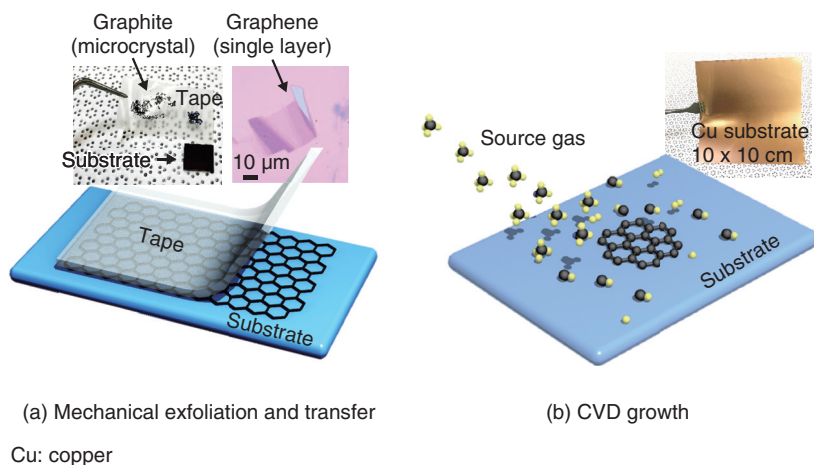 Graphite
(microcrystal)
Graphene
(single layer)
Tape
Substrate
10 μm
Tape
Substrate
Source gas
Cu substrate
10 x 10 cm
Substrate
(a) Mechanical exfoliation and transfer
(b) CVD growth
Cu: copper